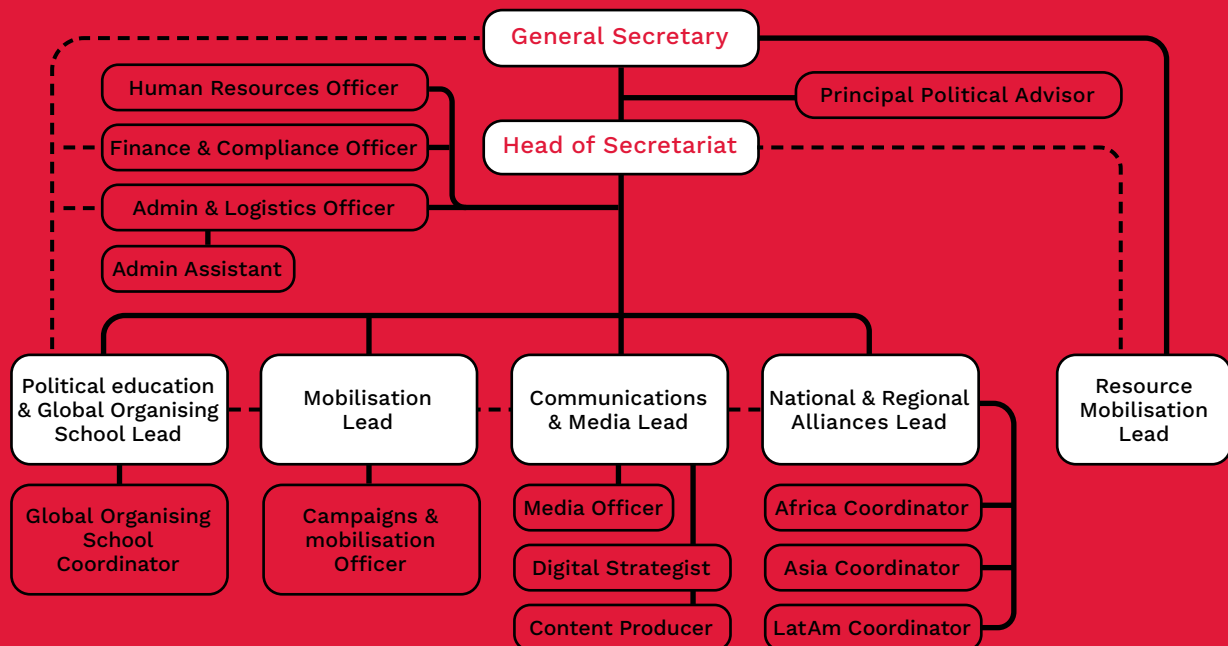 General Secretary
Human Resources Officer
Principal Political Advisor
Finance & Compliance Officer
Head of Secretariat
Admin & Logistics Officer
Admin Assistant
Political education
& Global Organising
School Lead
Mobilisation
Lead
Communications
& Media Lead
National & Regional
Alliances Lead
Resource
Mobilisation
Lead
Global Organising
School
Coordinator
Campaigns &
mobilisation
Officer
Media Officer
Digital Strategist
Content Producer
Africa Coordinator
Asia Coordinator
LatAm Coordinator